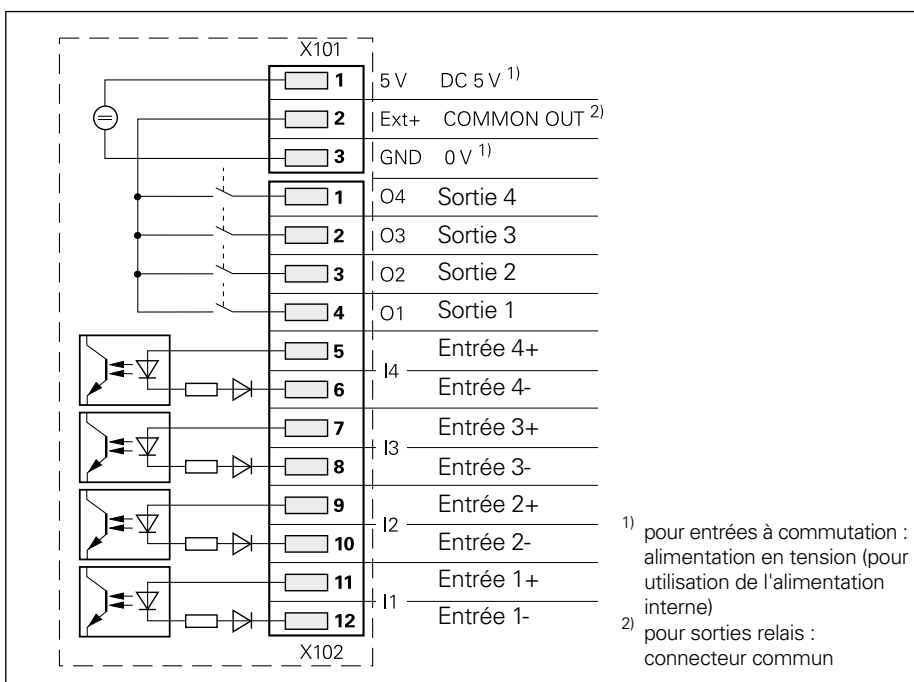 X101
1 5 V DC 5 V 1)
2 Ext+ COMMON OUT 2)
3 GND 0 V 1)
1 O4 Sortie 4
2 O3 Sortie 3
3 O2 Sortie 2
4 O1 Sortie 1
5 Entrée 4+
I4
6 Entrée 4-
7 Entrée 3+
I3
8 Entrée 3-
9 Entrée 2+
I2
10 Entrée 2-
11 Entrée 1+
I1
12 Entrée 1-
X102
1) pour entrées à commutation :
alimentation en tension (pour
utilisation de l'alimentation
interne)
2) pour sorties relais :
connecteur commun